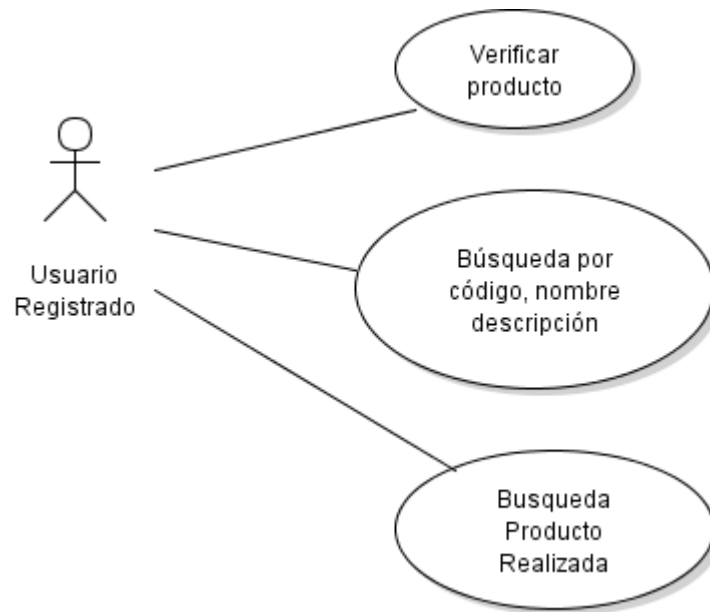 Verificar
producto
Usuario
Registrado
Búsqueda por
código, nombre
descripción
Busqueda
Producto
Realizada